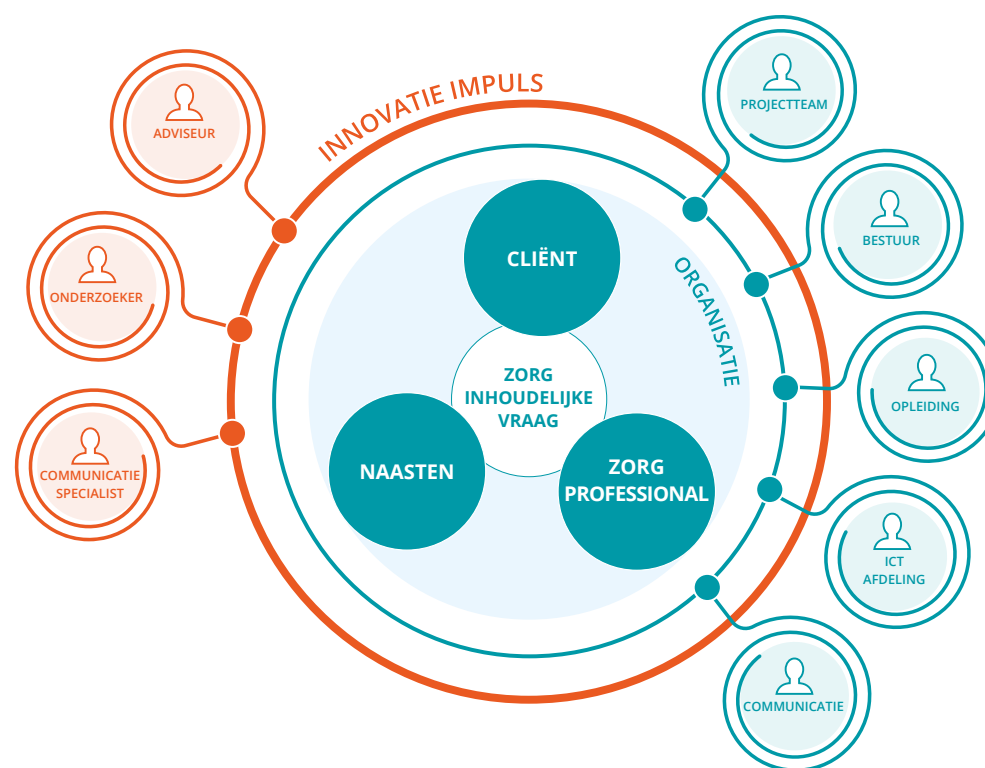 INNOVATIE IMPULS
ADVISEUR
ONDERZOEKER
COMMUNICATIE
SPECIALIST
CLIËNT
ZORG
INHOUDELIJKE
VRAAG
NAASTEN
ZORG
PROFESSIONAL
ORGANISATIE
PROJECTTEAM
BESTUUR
OPLEIDING
ICT
AFDELING
COMMUNICATIE